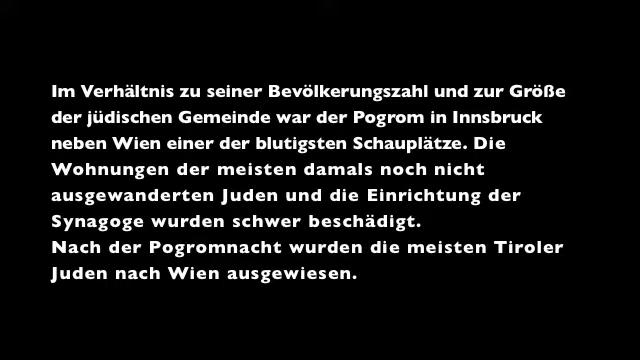 Im Verhältnis zu seiner Bevölkerungszahl und zur Größe
der jüdischen Gemeinde war der Pogrom in Innsbruck
neben Wien einer der blutigsten Schauplätze. Die
Wohnungen der meisten damals noch nicht
ausgewanderten Juden und die Einrichtung der
Synagoge wurden schwer beschädigt.
Nach der Pogromnacht wurden die meisten Tiroler
Juden nach Wien ausgewiesen.